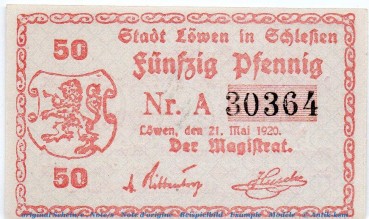 50
Stadt Löwen in Schlesien
Fünfzig Pfennig
Nr. A 30364
Löwen, den 21. Mai 1920.
Der Magistrat.
50